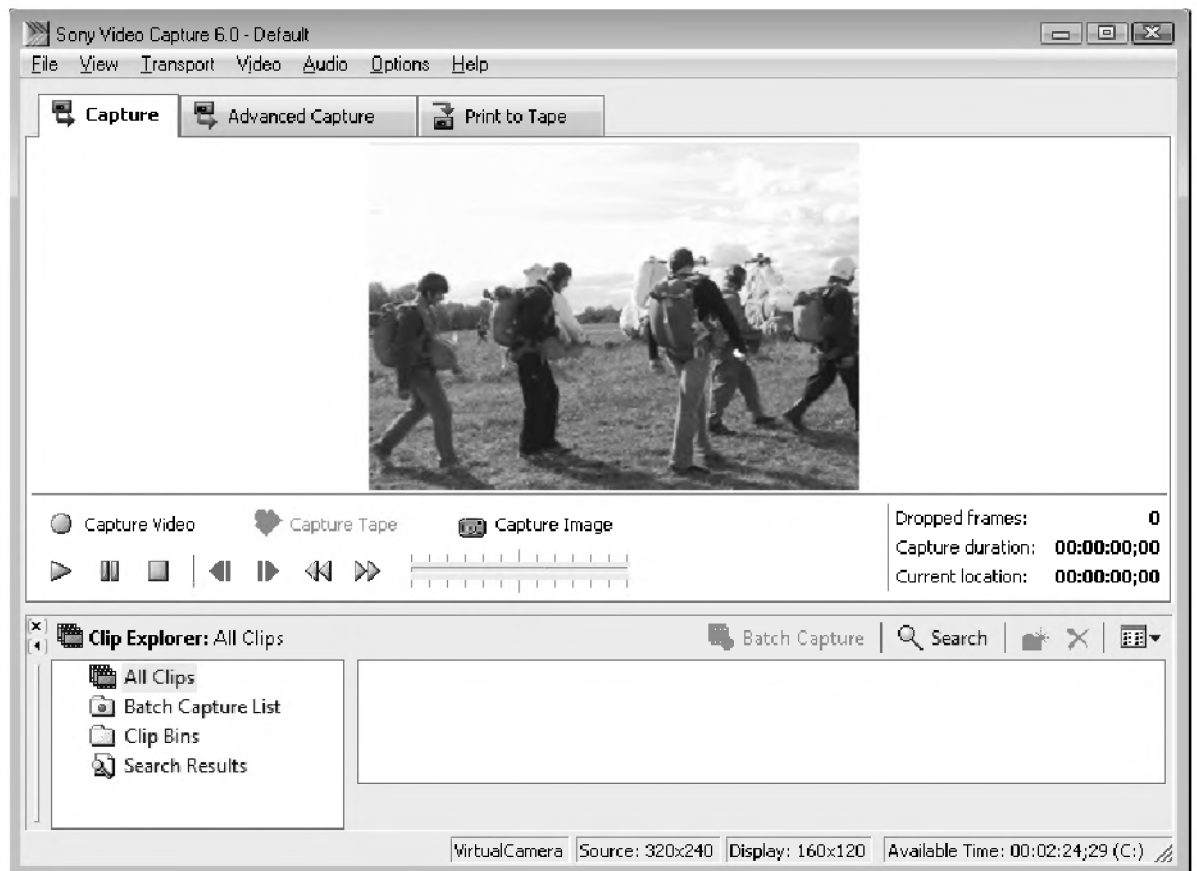 Sony Video Capture 6.0 - Default
File View Transport Video Audio Options Help
Capture Advanced Capture Print to Tape
Capture Video Capture Tape Capture Image
Dropped frames: 0
Capture duration: 00:00:00;00
Current location: 00:00:00;00
Clip Explorer: All Clips
Batch Capture Search
All Clips
Batch Capture List
Clip Bins
Search Results
VirtualCamera Source: 320x240 Display: 160x120 Available Time: 00:02:24;29 (C:)